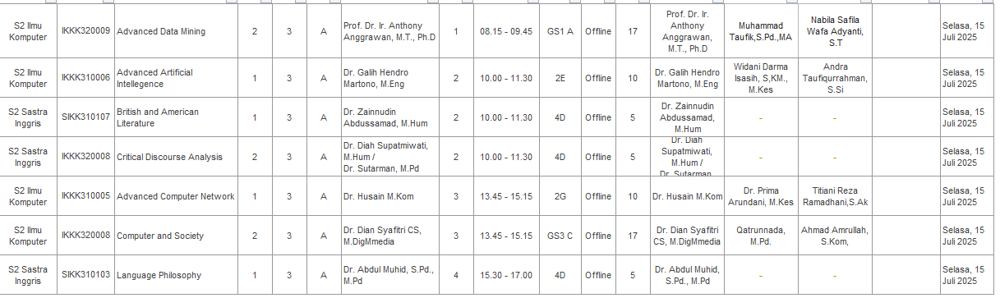 S2 Ilmu Komputer IKKK320009 Advanced Data Mining 2 3 A Prof. Dr. Ir. Anthony Anggrawan, M.T., Ph.D 1 08.15 - 09.45 GS1 A Offline 17 Prof. Dr. Ir. Anthony Anggrawan, M.T., Ph.D Muhammad Taufik,S.Pd.,MA Nabila Safila Wafa Adyanti, S.T Selasa, 15 Juli 2025
S2 Ilmu Komputer IKKK310006 Advanced Artificial Intellegence 1 3 A Dr. Galih Hendro Martono, M.Eng 2 10.00 - 11.30 2E Offline 10 Dr. Galih Hendro Martono, M.Eng Widani Darma Isasih, S,KM., M.Kes Andra Taufiqurrahman, S.Si Selasa, 15 Juli 2025
S2 Sastra Inggris SIKK310107 British and American Literature 1 3 A Dr. Zainnudin Abdussamad, M.Hum 2 10.00 - 11.30 4D Offline 5 Dr. Zainnudin Abdussamad, M.Hum - - Selasa, 15 Juli 2025
S2 Sastra Inggris IKKK320008 Critical Discourse Analysis 2 3 A Dr. Diah Supatmiwati, M.Hum / Dr. Sutarman, M.Pd 2 10.00 - 11.30 4D Offline 5 Dr. Diah Supatmiwati, M.Hum / Dr. Sutarman - - Selasa, 15 Juli 2025
S2 Ilmu Komputer IKKK310005 Advanced Computer Network 1 3 A Dr. Husain M.Kom 3 13.45 - 15.15 2G Offline 10 Dr. Husain M.Kom Dr. Prima Arundani, M.Kes Titiani Reza Ramadhani,S.Ak Selasa, 15 Juli 2025
S2 Ilmu Komputer IKKK320008 Computer and Society 2 3 A Dr. Dian Syafitri CS, M.DigMmedia 3 13.45 - 15.15 GS3 C Offline 17 Dr. Dian Syafitri CS, M.DigMmedia Qatrunnada, M.Pd. Ahmad Amrullah, S.Kom, Selasa, 15 Juli 2025
S2 Sastra Inggris SIKK310103 Language Philosophy 1 3 A Dr. Abdul Muhid, S.Pd., M.Pd 4 15.30 - 17.00 4D Offline 5 Dr. Abdul Muhid, S.Pd., M.Pd - - Selasa, 15 Juli 2025